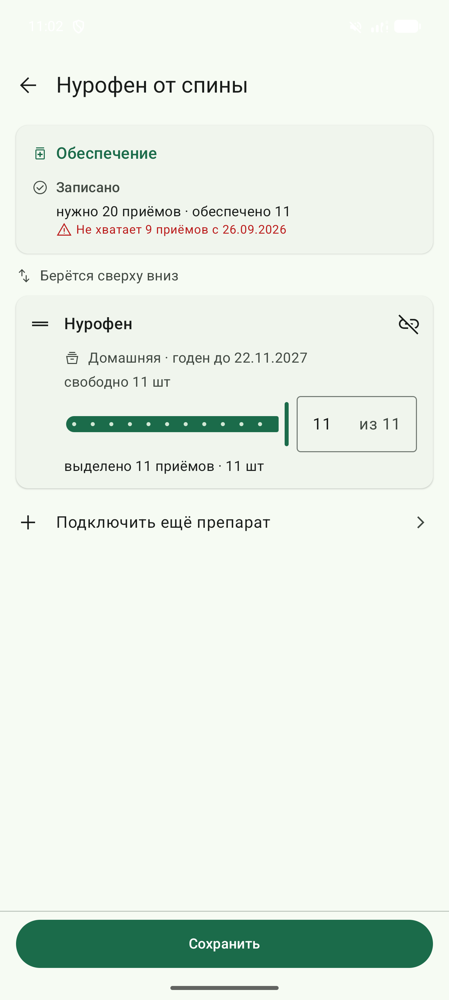 11:02
Нурофен от спины
Обеспечение
Записано
нужно 20 приёмов · обеспечено 11
Не хватает 9 приёмов с 26.09.2026
Берётся сверху вниз
Нурофен
Домашняя · годен до 22.11.2027
свободно 11 шт
11 из 11
выделено 11 приёмов · 11 шт
Подключить ещё препарат
Сохранить